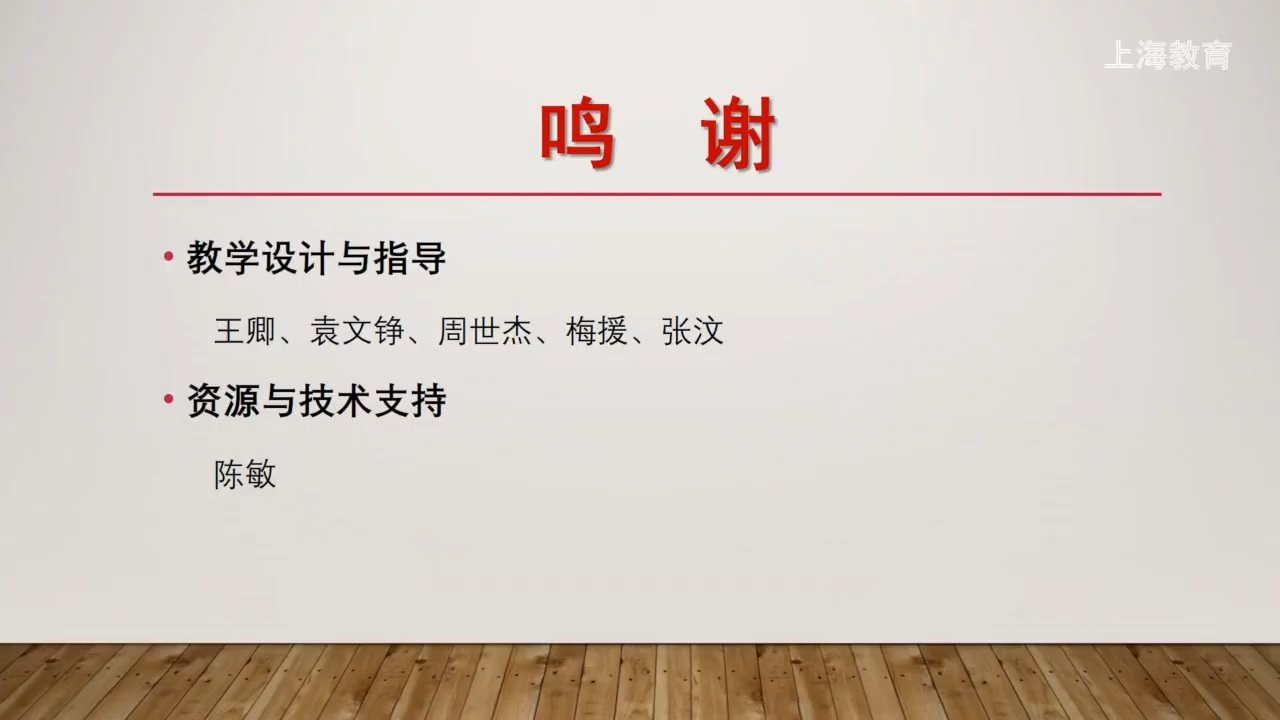 上海教育
鸣 谢
• 教学设计与指导
王卿、袁文铮、周世杰、梅援、张汶
• 资源与技术支持
陈敏